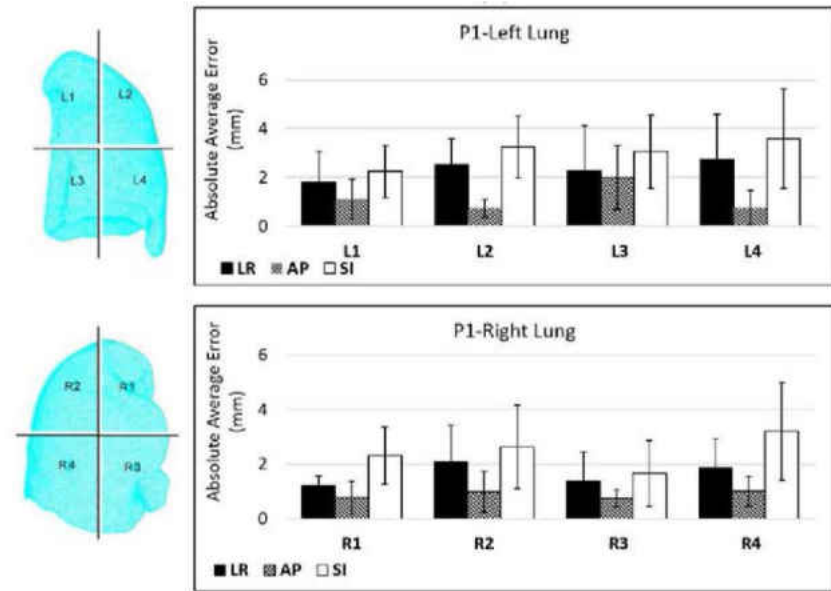 P1-Left Lung
Absolute Average Error
(mm)
6
4
2
0
L1
L2
L3
L4
L1 L2 L3 L4
LR AP SI
P1-Right Lung
Absolute Average Error
(mm)
6
4
2
0
R2
R1
R4
R3
R1 R2 R3 R4
LR AP SI